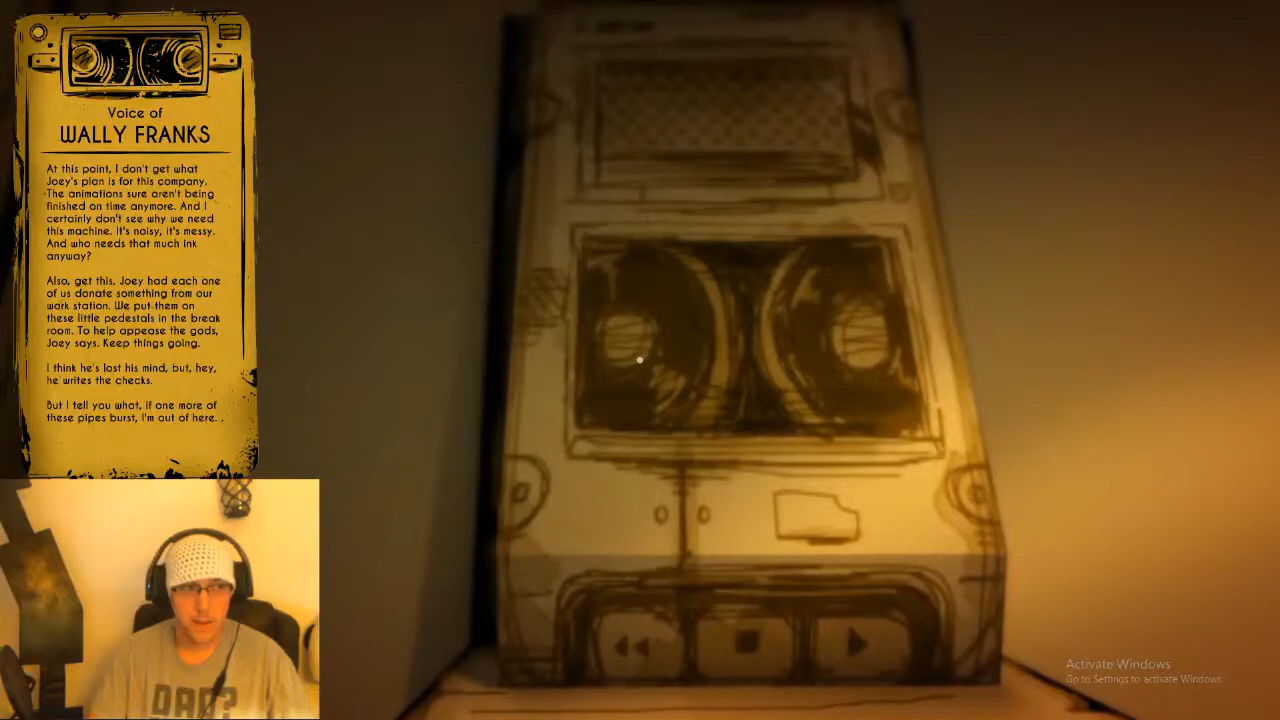 Voice of
WALLY FRANKS
At this point, I don't get what
Joey's plan is for this company.
The animations sure aren't being
finished on time anymore. And I
certainly don't see why we need
this machine. It's noisy, it's messy.
And who needs that much ink
anyway?
Also, get this, Joey had each one
of us donate something from our
work station. We put them on
these little pedestals in the break
room. To help appease the gods,
Joey says. Keep things going.
I think he's lost his mind, but, hey,
he writes the checks.
But I tell you what, if one more of
these pipes burst, I'm out of here.
DAD?
Activate Windows
Go to Settings to activate Windows.